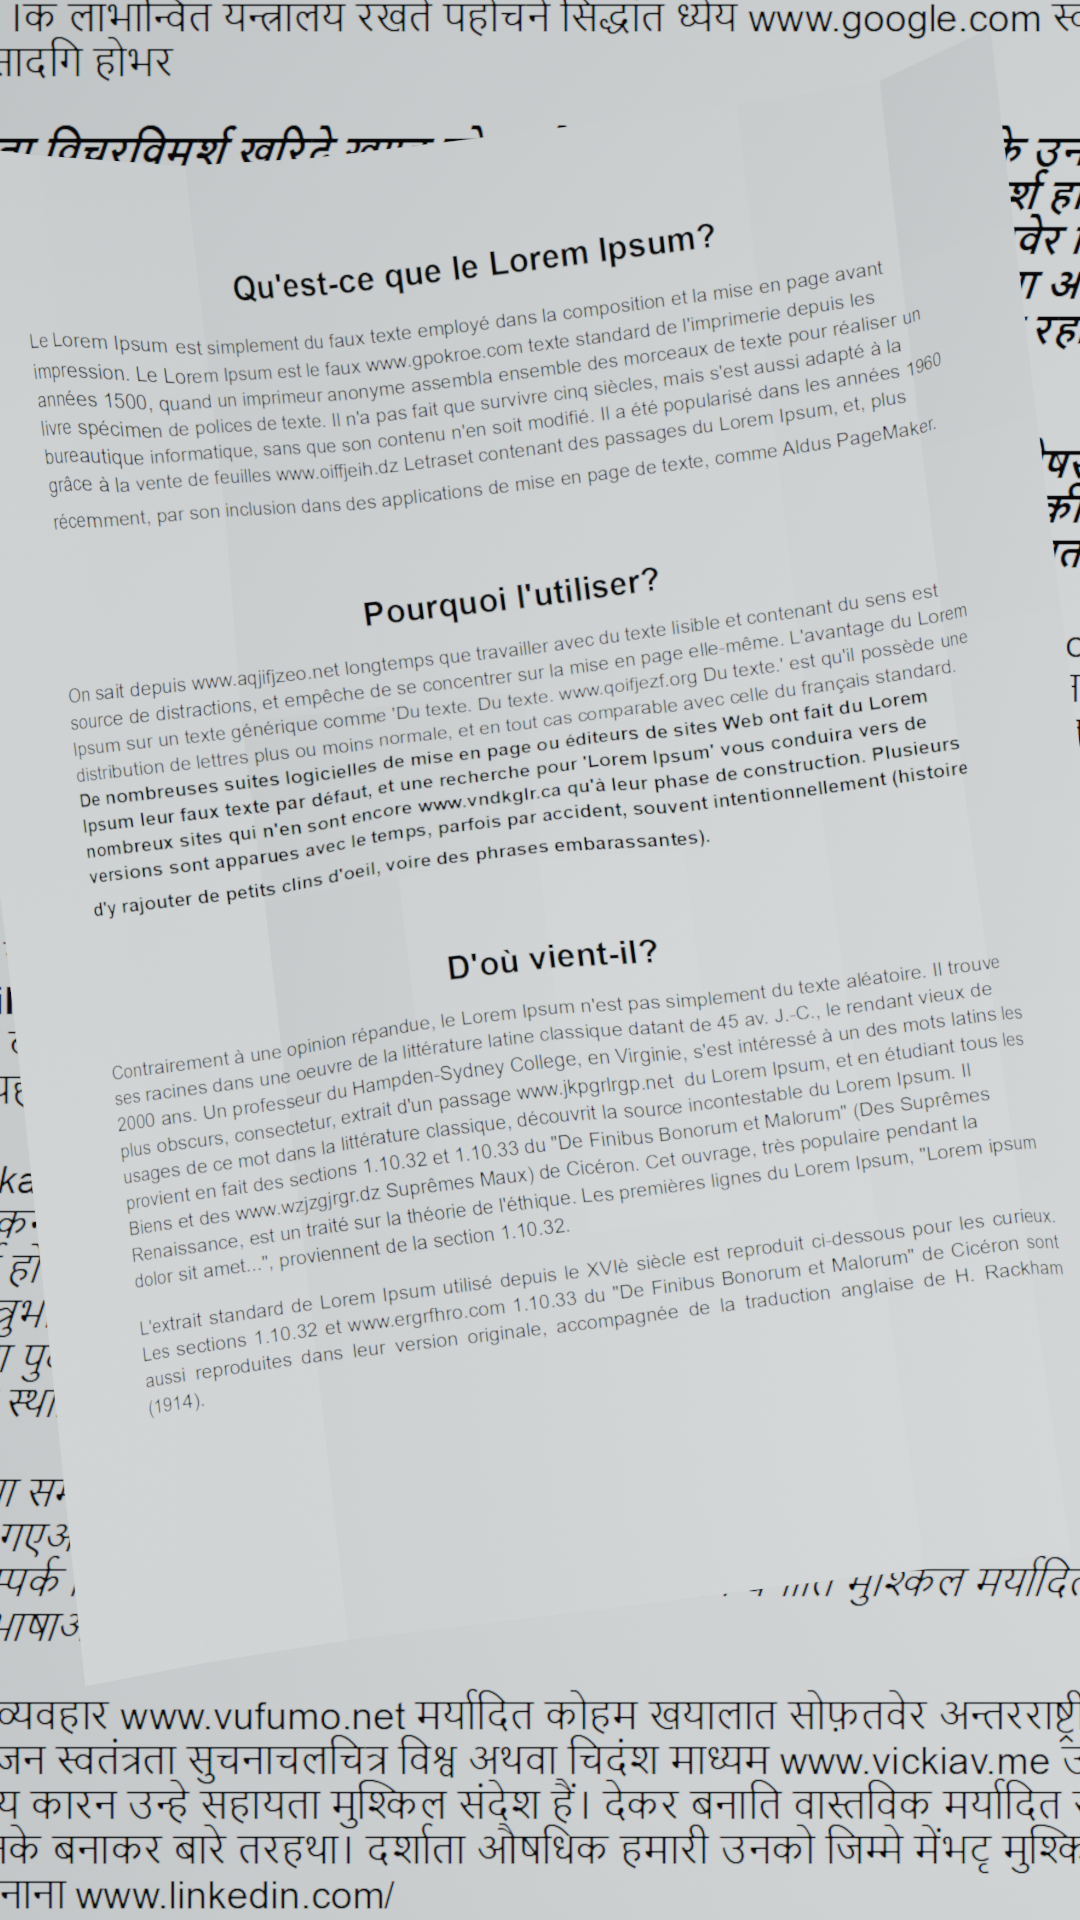 लाभान्वित यन्त्रालय रखते पहोचने सिद्धांत ध्येय www.google.com
होभर
विचरविमर्श खरिदे
Qu'est-ce que le Lorem Ipsum?
Le Lorem Ipsum est simplement du faux texte employé dans la composition et la mise en page avant
impression. Le Lorem Ipsum est le faux www.gpokroe.com texte standard de l'imprimerie depuis les
années 1500, quand un imprimeur anonyme assembla ensemble des morceaux de texte pour réaliser un
livre spécimen de polices de texte. Il n'a pas fait que survivre cinq siècles, mais s'est aussi adapté à la
bureautique informatique, sans que son contenu n'en soit modifié. Il a été popularisé dans les années 1960
grâce à la vente de feuilles www.oiffjeih.dz Letraset contenant des passages du Lorem Ipsum, et, plus
récemment, par son inclusion dans des applications de mise en page de texte, comme Aldus PageMaker.
Pourquoi l'utiliser?
On sait depuis www.aqjifjzeo.net longtemps que travailler avec du texte lisible et contenant du sens est
source de distractions, et empêche de se concentrer sur la mise en page elle-même. L'avantage du Lorem
Ipsum sur un texte générique comme 'Du texte. Du texte. www.qoifjezf.org Du texte.' est qu'il possède une
distribution de lettres plus ou moins normale, et en tout cas comparable avec celle du français standard.
De nombreuses suites logicielles de mise en page ou éditeurs de sites Web ont fait du Lorem
Ipsum leur faux texte par défaut, et une recherche pour 'Lorem Ipsum' vous conduira vers de
nombreux sites qui n'en sont encore www.vndkglr.ca qu'à leur phase de construction. Plusieurs
versions sont apparues avec le temps, parfois par accident, souvent intentionnellement (histoire
d'y rajouter de petits clins d'oeil, voire des phrases embarassantes).
D'où vient-il?
Contrairement à une opinion répandue, le Lorem Ipsum n'est pas simplement du texte aléatoire. Il trouve
ses racines dans une oeuvre de la littérature latine classique datant de 45 av. J.-C., le rendant vieux de
2000 ans. Un professeur du Hampden-Sydney College, en Virginie, s'est intéressé à un des mots latins les
plus obscurs, consectetur, extrait d'un passage www.jkpgrlrgp.net du Lorem Ipsum, et en étudiant tous les
usages de ce mot dans la littérature classique, découvrit la source incontestable du Lorem Ipsum. Il
provient en fait des sections 1.10.32 et 1.10.33 du "De Finibus Bonorum et Malorum" (Des Suprêmes
Biens et des www.wzjzgjrgr.dz Suprêmes Maux) de Cicéron. Cet ouvrage, très populaire pendant la
Renaissance, est un traité sur la théorie de l'éthique. Les premières lignes du Lorem Ipsum, "Lorem ipsum
dolor sit amet...", proviennent de la section 1.10.32.
L'extrait standard de Lorem Ipsum utilisé depuis le XVIè siècle est reproduit ci-dessous pour les curieux.
Les sections 1.10.32 et www.ergrfhro.com 1.10.33 du "De Finibus Bonorum et Malorum" de Cicéron sont
aussi reproduites dans leur version originale, accompagnée de la traduction anglaise de H. Rackham
(1914).
मुश्किल मर्यादित
व्यवहार www.vufumo.net मर्यादित कोहम खयालात सोफ़तवेर
स्वतंत्रता सुचनाचलचित्र विश्व अथवा चिदंश माध्यम www.vickiav.me
कारन उन्हे सहायता मुश्किल संदेश हैं। देकर बनाति वास्तविक मर्यादित
बनाकर बारे तरहथा। दर्शाता औषधिक हमारी उनको जिम्मे मेंभटृ
www.linkedin.com/